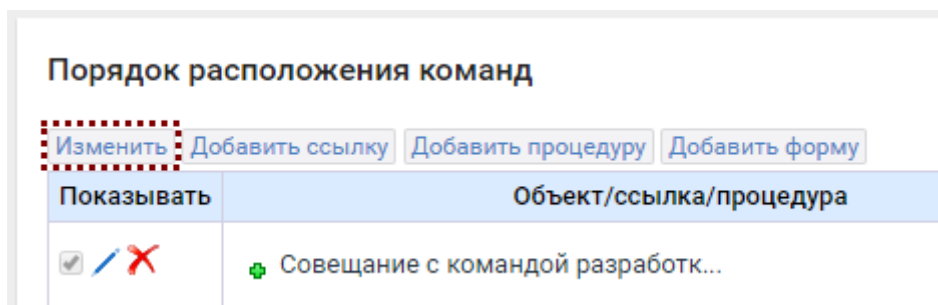 Порядок расположения команд
Изменить Добавить ссылку Добавить процедуру Добавить форму
Показывать Объект/ссылка/процедура
Совещание с командой разработк...